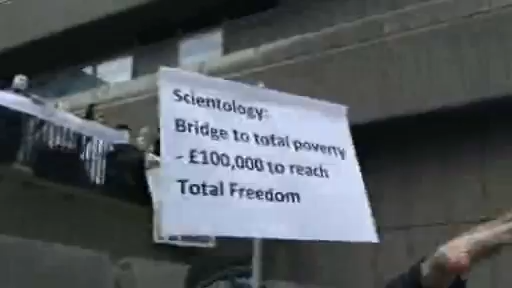 Scientology:
Bridge to total poverty
- £100,000 to reach
Total Freedom